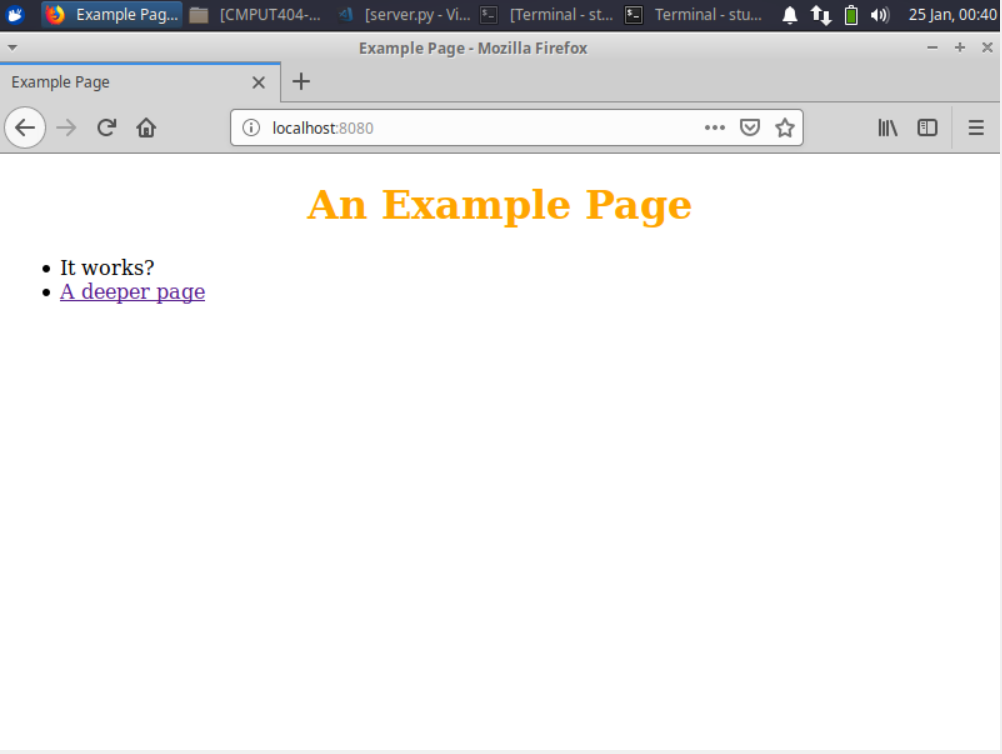 Example Pag... [CMPUT404-... [server.py - Vi... [Terminal - st... Terminal - stu... 25 Jan, 00:40
Example Page - Mozilla Firefox
Example Page
localhost:8080
An Example Page
• It works?
• A deeper page